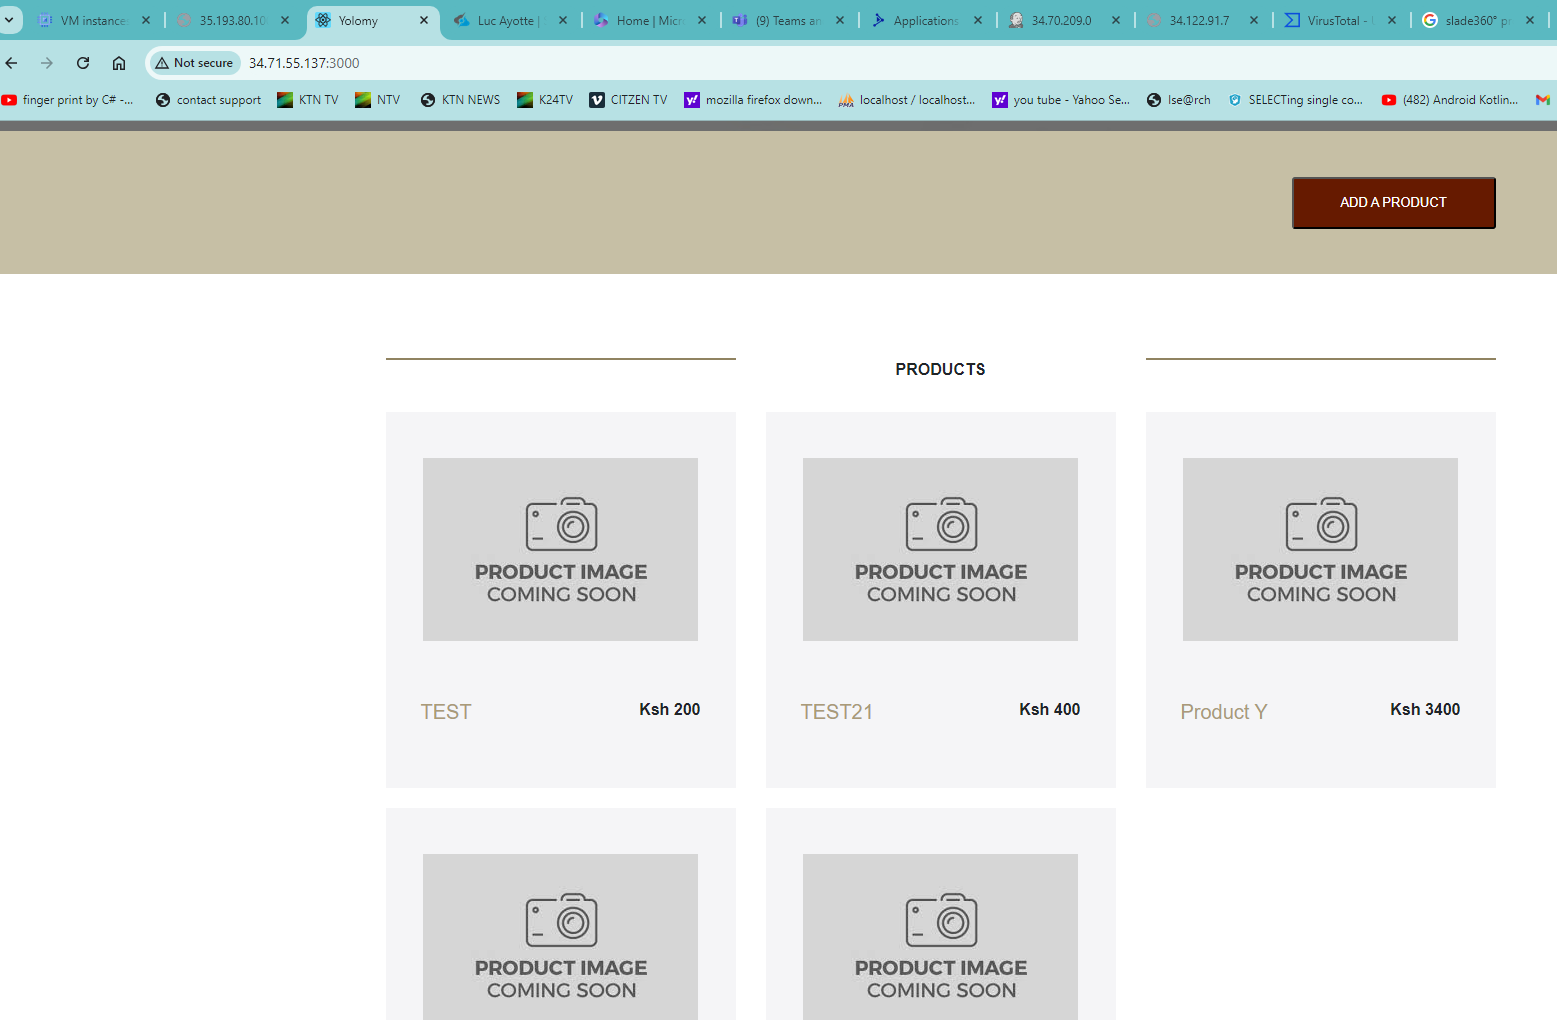 VM instance
35.193.80.10
Yolomy
Luc Ayotte |
Home | Micr
(9) Teams an
Applications
34.70.209.0
34.122.91.7
VirusTotal -
slade360° p
Not secure
34.71.55.137:3000
finger print by C# -...
contact support
KTN TV
NTV
KTN NEWS
K24TV
CITZEN TV
mozilla firefox down...
PMA
localhost / localhost...
you tube - Yahoo Se...
Ise@rch
SELECTing single co...
(482) Android Kotlin...
ADD A PRODUCT
PRODUCTS
PRODUCT IMAGE
COMING SOON
TEST
Ksh 200
PRODUCT IMAGE
COMING SOON
TEST21
Ksh 400
PRODUCT IMAGE
COMING SOON
Product Y
Ksh 3400
PRODUCT IMAGE
COMING SOON
PRODUCT IMAGE
COMING SOON